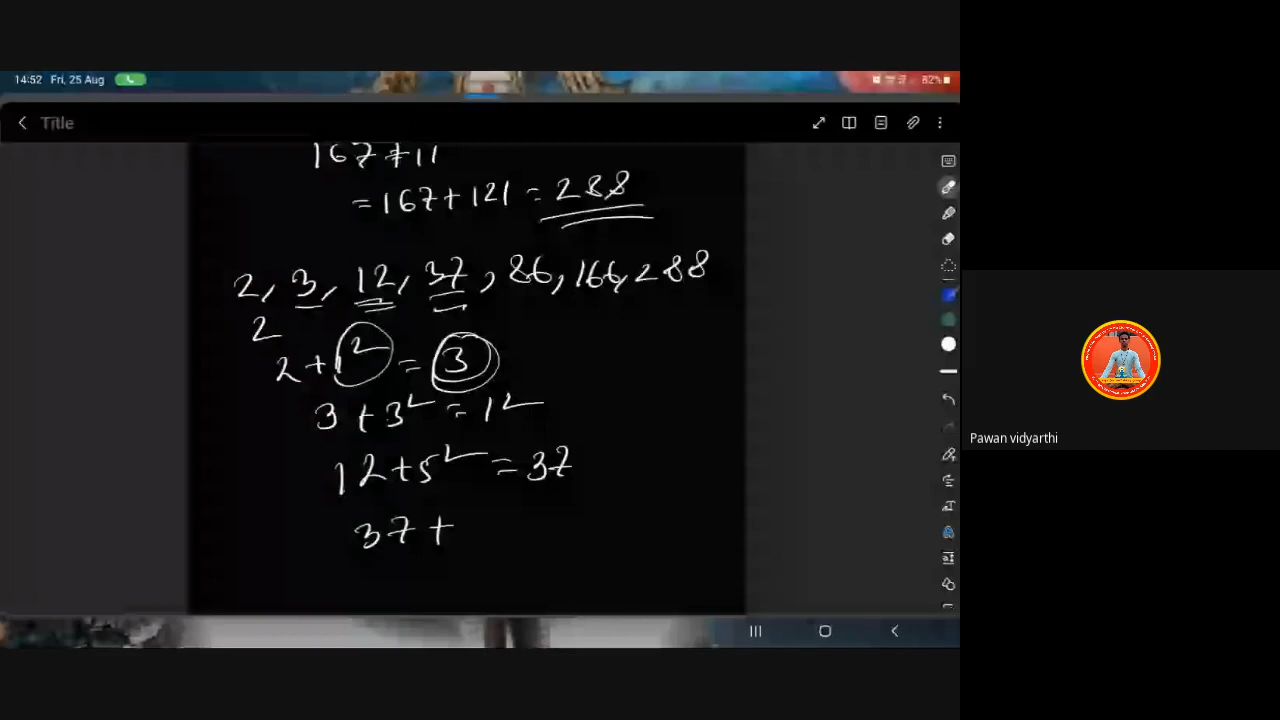 14:52 Fri, 25 Aug
82%
Title
167+11
=167+121=288
2, 3, 12, 37, 86, 166, 288
2
2+1²=3
3+3²=12
12+5²=37
37+
Pawan vidyarthi